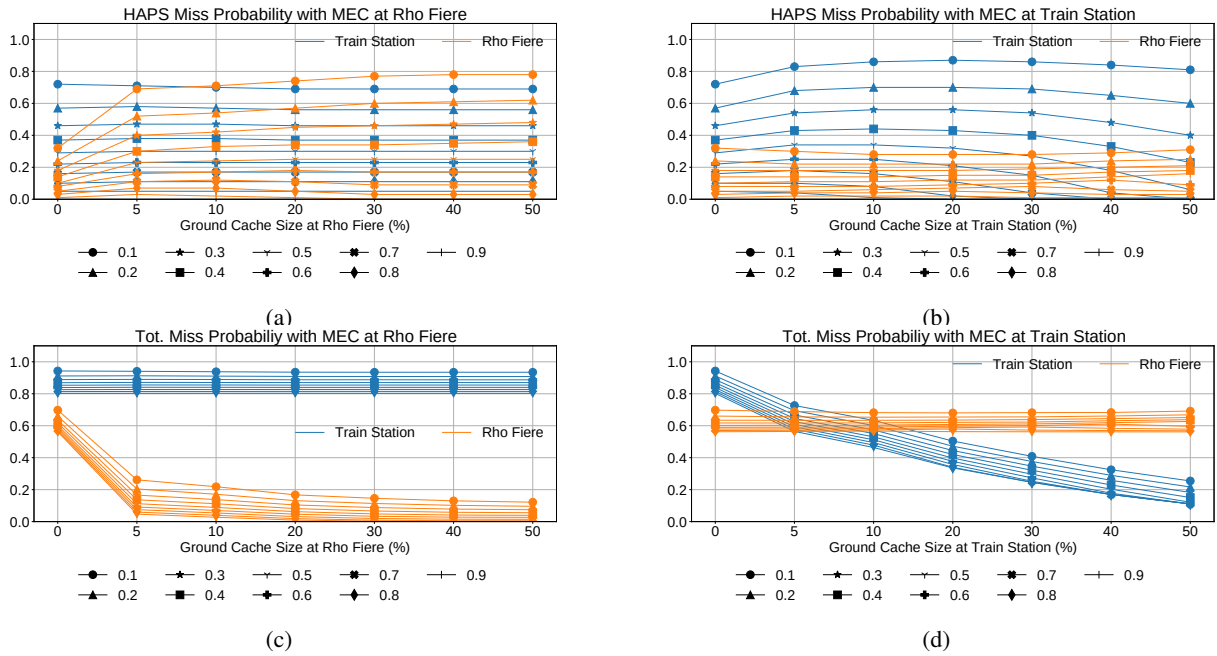 HAPS Miss Probability with MEC at Rho Fiere
1.0
0.8
0.6
0.4
0.2
0.0
Train Station
Rho Fiere
0 5 10 20 30 40 50
Ground Cache Size at Rho Fiere (%)
0.1 0.3 0.5 0.7 0.9
0.2 0.4 0.6 0.8
(a)
HAPS Miss Probability with MEC at Train Station
1.0
0.8
0.6
0.4
0.2
0.0
Train Station
Rho Fiere
0 5 10 20 30 40 50
Ground Cache Size at Train Station (%)
0.1 0.3 0.5 0.7 0.9
0.2 0.4 0.6 0.8
(b)
Tot. Miss Probabiliy with MEC at Rho Fiere
1.0
0.8
0.6
0.4
0.2
0.0
Train Station
Rho Fiere
0 5 10 20 30 40 50
Ground Cache Size at Rho Fiere (%)
0.1 0.3 0.5 0.7 0.9
0.2 0.4 0.6 0.8
(c)
Tot. Miss Probabiliy with MEC at Train Station
1.0
0.8
0.6
0.4
0.2
0.0
Train Station
Rho Fiere
0 5 10 20 30 40 50
Ground Cache Size at Train Station (%)
0.1 0.3 0.5 0.7 0.9
0.2 0.4 0.6 0.8
(d)